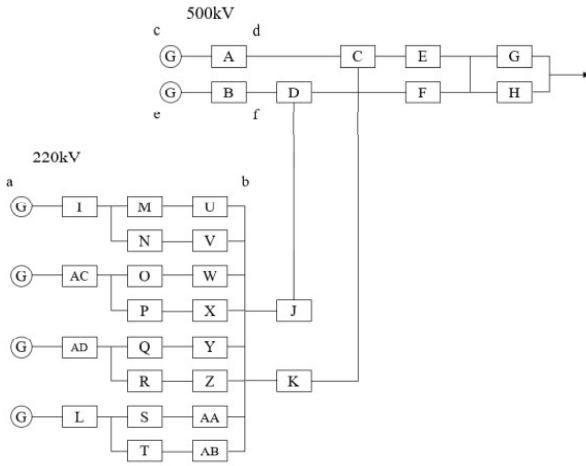 500kV
c d
G A C E G
G B D F H
e f
220kV
a b
G I M U
N V
G AC O W
P X J
G AD Q Y
R Z K
G L S AA
T AB